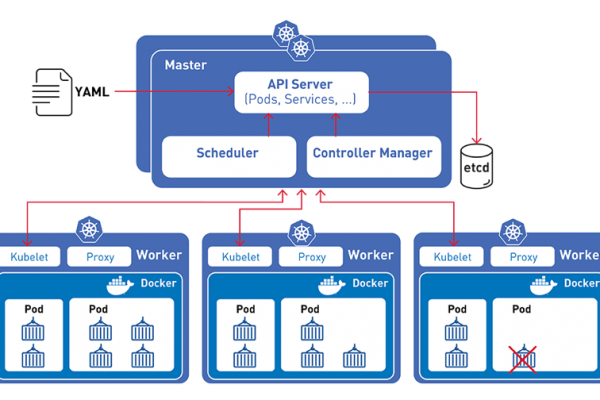 Master
YAML
API Server
(Pods, Services, ...)
Scheduler
Controller Manager
etcd
Kubelet
Proxy
Worker
Docker
Pod
Pod
Kubelet
Proxy
Worker
Docker
Pod
Pod
Kubelet
Proxy
Worke
Docker
Pod
Pod